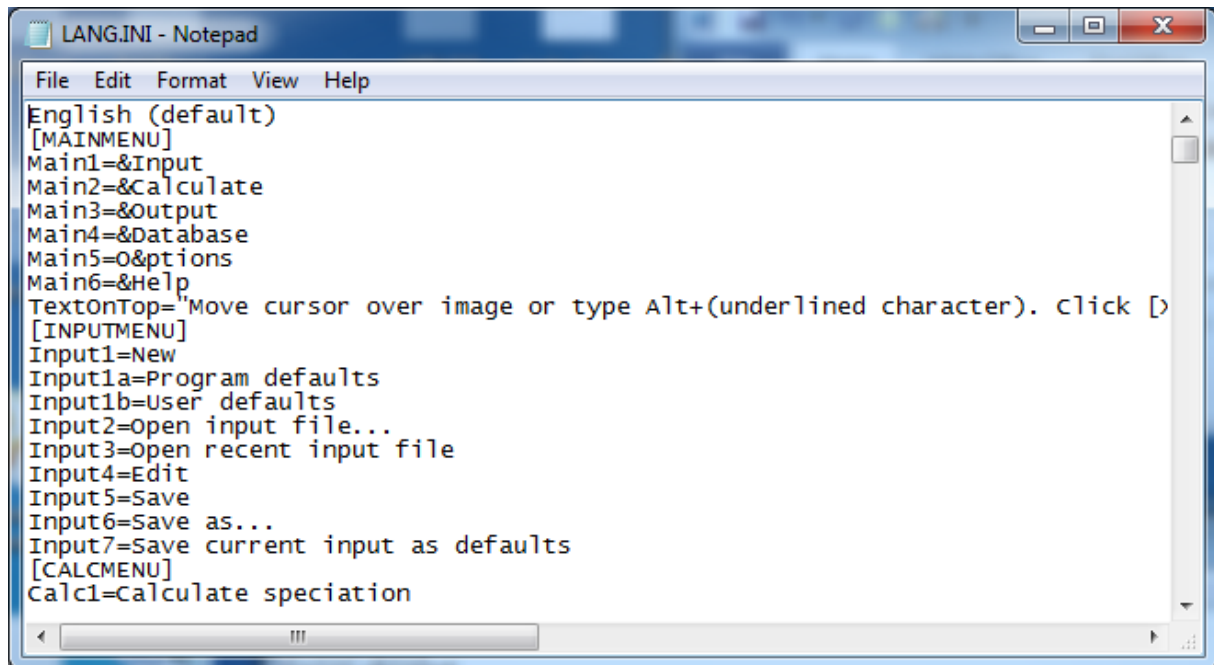 LANG.INI - Notepad
File Edit Format View Help
English (default)
[MAINMENU]
Main1=&Input
Main2=&Calculate
Main3=&Output
Main4=&Database
Main5=O&ptions
Main6=&Help
TextOnTop="Move cursor over image or type Alt+(underlined character). Click [
[INPUTMENU]
Input1=New
Input1a=Program defaults
Input1b=User defaults
Input2=Open input file...
Input3=Open recent input file
Input4=Edit
Input5=Save
Input6=Save as...
Input7=Save current input as defaults
[CALCMENU]
Calc1=Calculate speciation